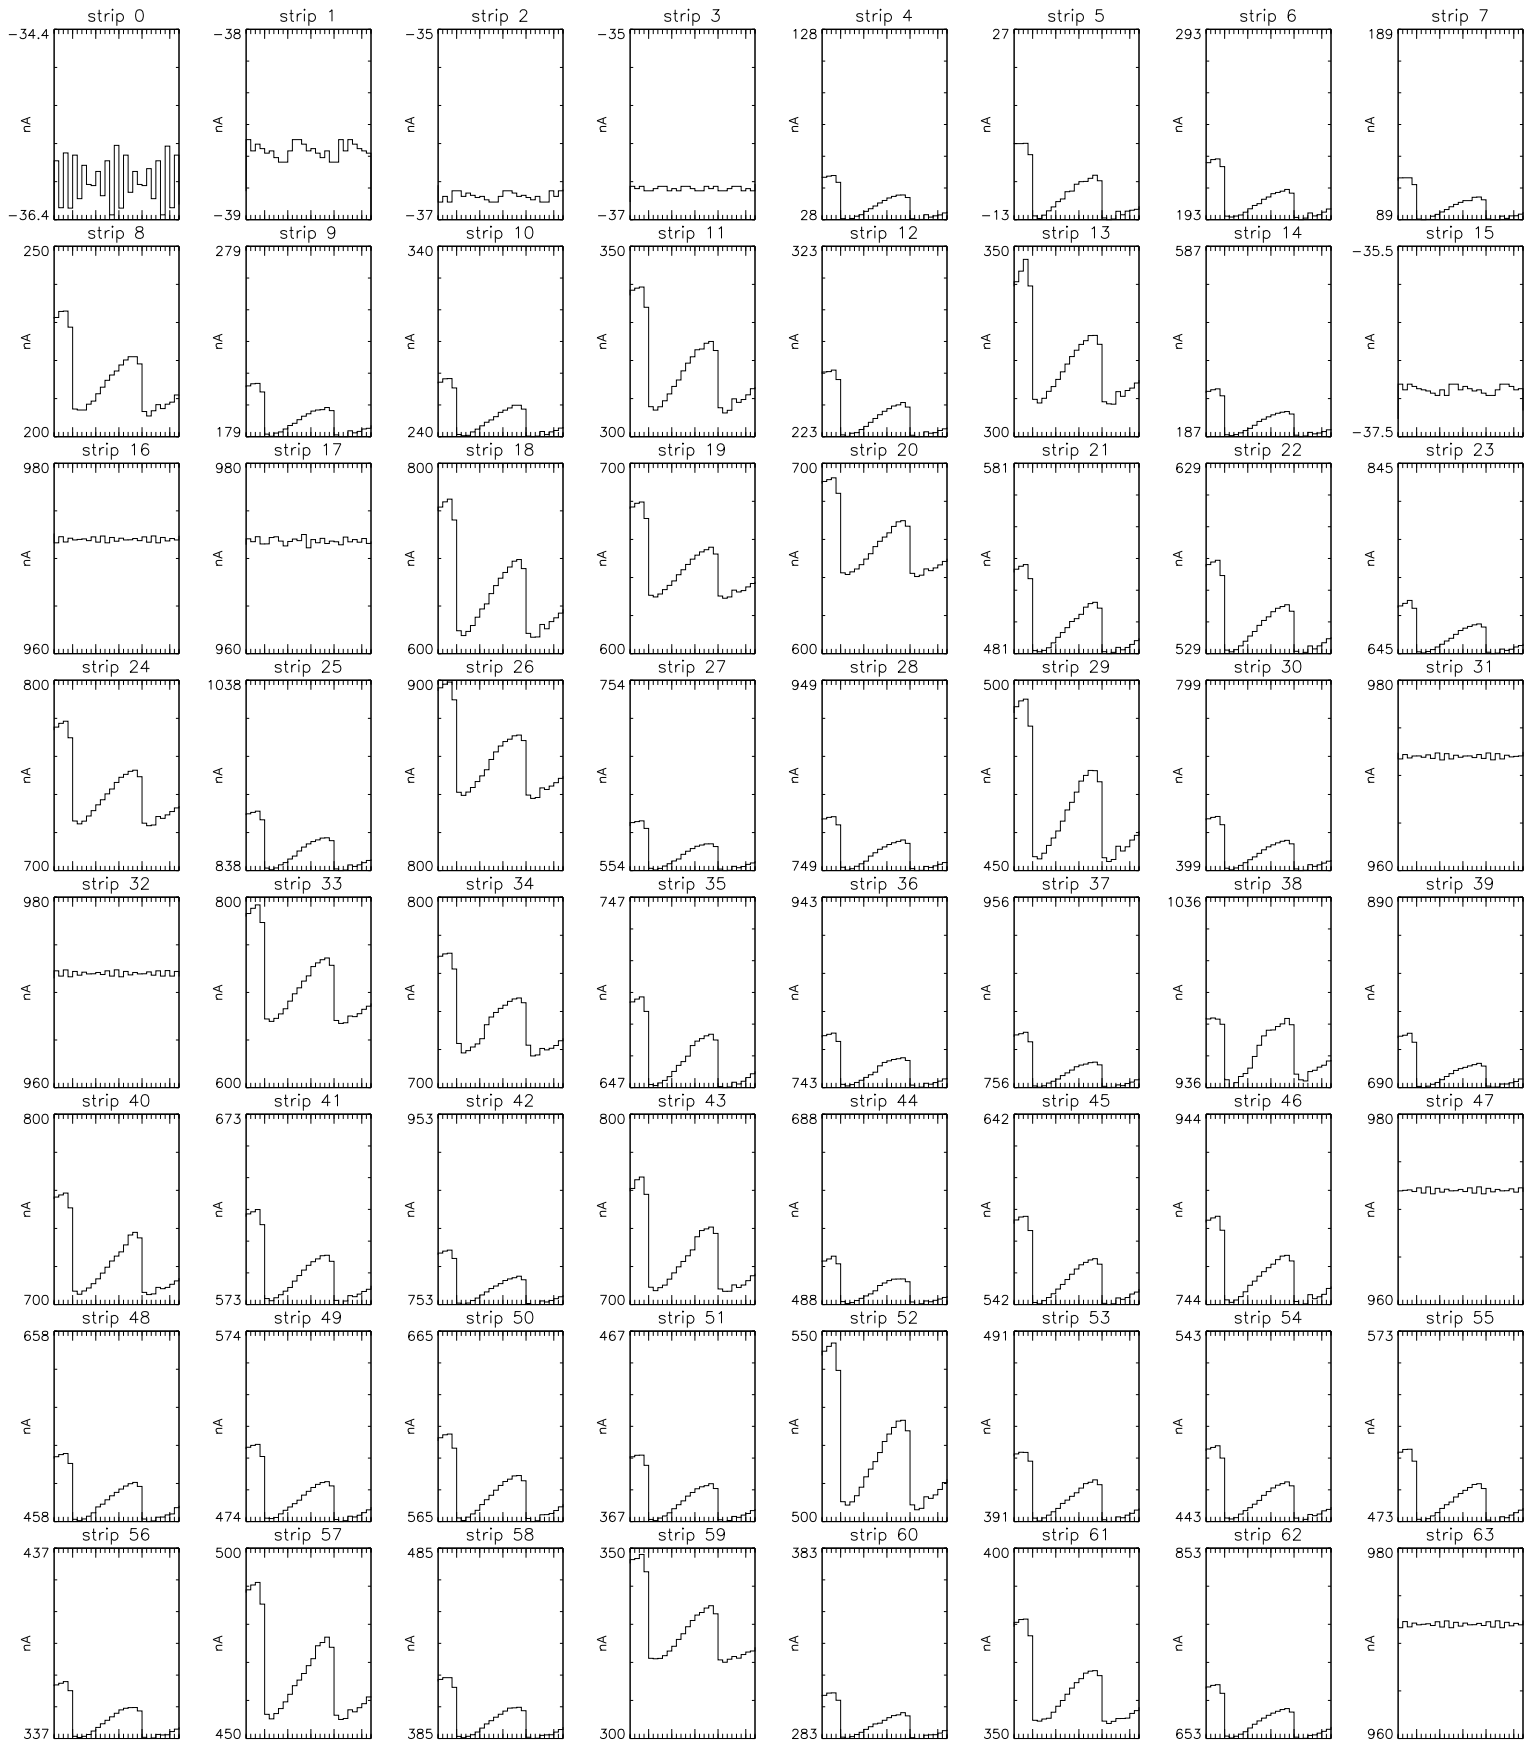 strip 0 strip 1 strip 2 strip 3 strip 4 strip 5 strip 6 strip 7
−34.4 −38 −35 −35 128 27 293 189
nA nA nA nA nA nA nA nA
−36.4 −39 −37 −37 28 −13 193 89
strip 8 strip 9 strip 10 strip 11 strip 12 strip 13 strip 14 strip 15
250 279 340 350 323 350 587 −35.5
nA nA nA nA nA nA nA nA
200 179 240 300 223 300 187 −37.5
strip 16 strip 17 strip 18 strip 19 strip 20 strip 21 strip 22 strip 23
980 980 800 700 700 581 629 845
nA nA nA nA nA nA nA nA
960 960 600 600 600 481 529 645
strip 24 strip 25 strip 26 strip 27 strip 28 strip 29 strip 30 strip 31
800 1038 900 754 949 500 799 980
nA nA nA nA nA nA nA nA
700 838 800 554 749 450 399 960
strip 32 strip 33 strip 34 strip 35 strip 36 strip 37 strip 38 strip 39
980 800 800 747 943 956 1036 890
nA nA nA nA nA nA nA nA
960 600 700 647 743 756 936 690
strip 40 strip 41 strip 42 strip 43 strip 44 strip 45 strip 46 strip 47
800 673 953 800 688 642 944 980
nA nA nA nA nA nA nA nA
700 573 753 700 488 542 744 960
strip 48 strip 49 strip 50 strip 51 strip 52 strip 53 strip 54 strip 55
658 574 665 467 550 491 543 573
nA nA nA nA nA nA nA nA
458 474 565 367 500 391 443 473
strip 56 strip 57 strip 58 strip 59 strip 60 strip 61 strip 62 strip 63
437 500 485 350 383 400 853 980
nA nA nA nA nA nA nA nA
337 450 385 300 283 350 653 960